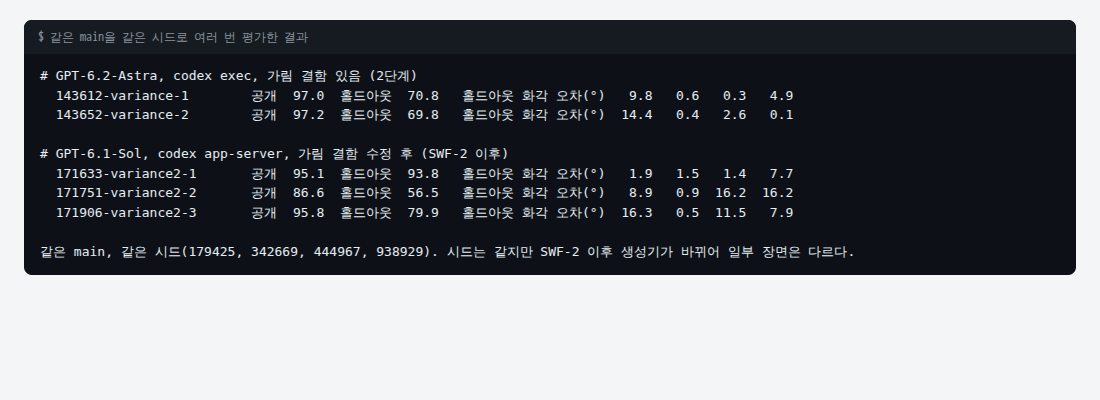 $ 같은 main을 같은 시드로 여러 번 평가한 결과
# GPT-6.2-Astra, codex exec, 가림 결함 있음 (2단계)
143612-variance-1 공개 97.0 홀드아웃 70.8 홀드아웃 화각 오차(°) 9.8 0.6 0.3 4.9
143652-variance-2 공개 97.2 홀드아웃 69.8 홀드아웃 화각 오차(°) 14.4 0.4 2.6 0.1
# GPT-6.1-Sol, codex app-server, 가림 결함 수정 후 (SWF-2 이후)
171633-variance2-1 공개 95.1 홀드아웃 93.8 홀드아웃 화각 오차(°) 1.9 1.5 1.4 7.7
171751-variance2-2 공개 86.6 홀드아웃 56.5 홀드아웃 화각 오차(°) 8.9 0.9 16.2 16.2
171906-variance2-3 공개 95.8 홀드아웃 79.9 홀드아웃 화각 오차(°) 16.3 0.5 11.5 7.9
같은 main, 같은 시드(179425, 342669, 444967, 938929). 시드는 같지만 SWF-2 이후 생성기가 바뀌어 일부 장면은 다르다.